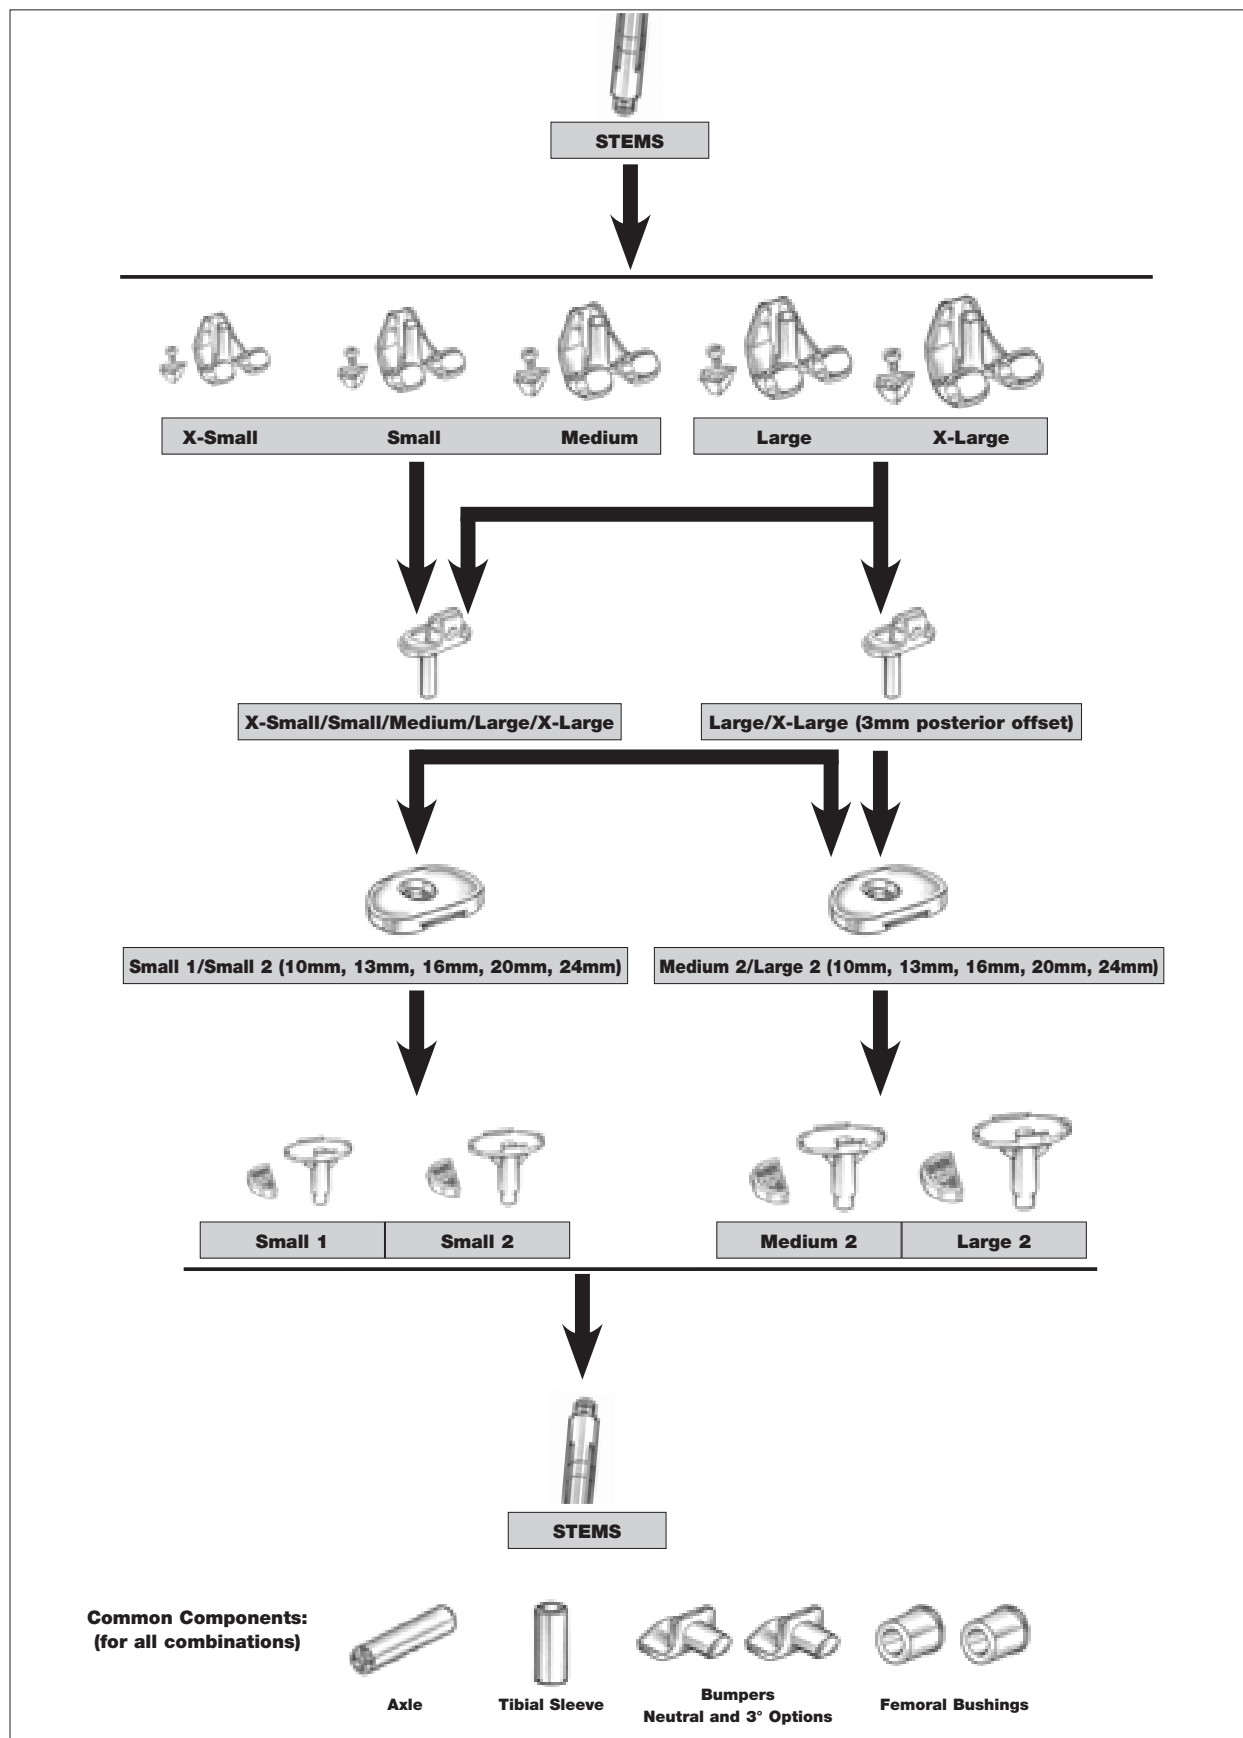 STEMS
X-Small Small Medium Large X-Large
X-Small/Small/Medium/Large/X-Large
Large/X-Large (3mm posterior offset)
Small 1/Small 2 (10mm, 13mm, 16mm, 20mm, 24mm)
Medium 2/Large 2 (10mm, 13mm, 16mm, 20mm, 24mm)
Small 1 Small 2 Medium 2 Large 2
STEMS
Common Components:
(for all combinations)
Axle
Tibial Sleeve
Bumpers
Neutral and 3° Options
Femoral Bushings